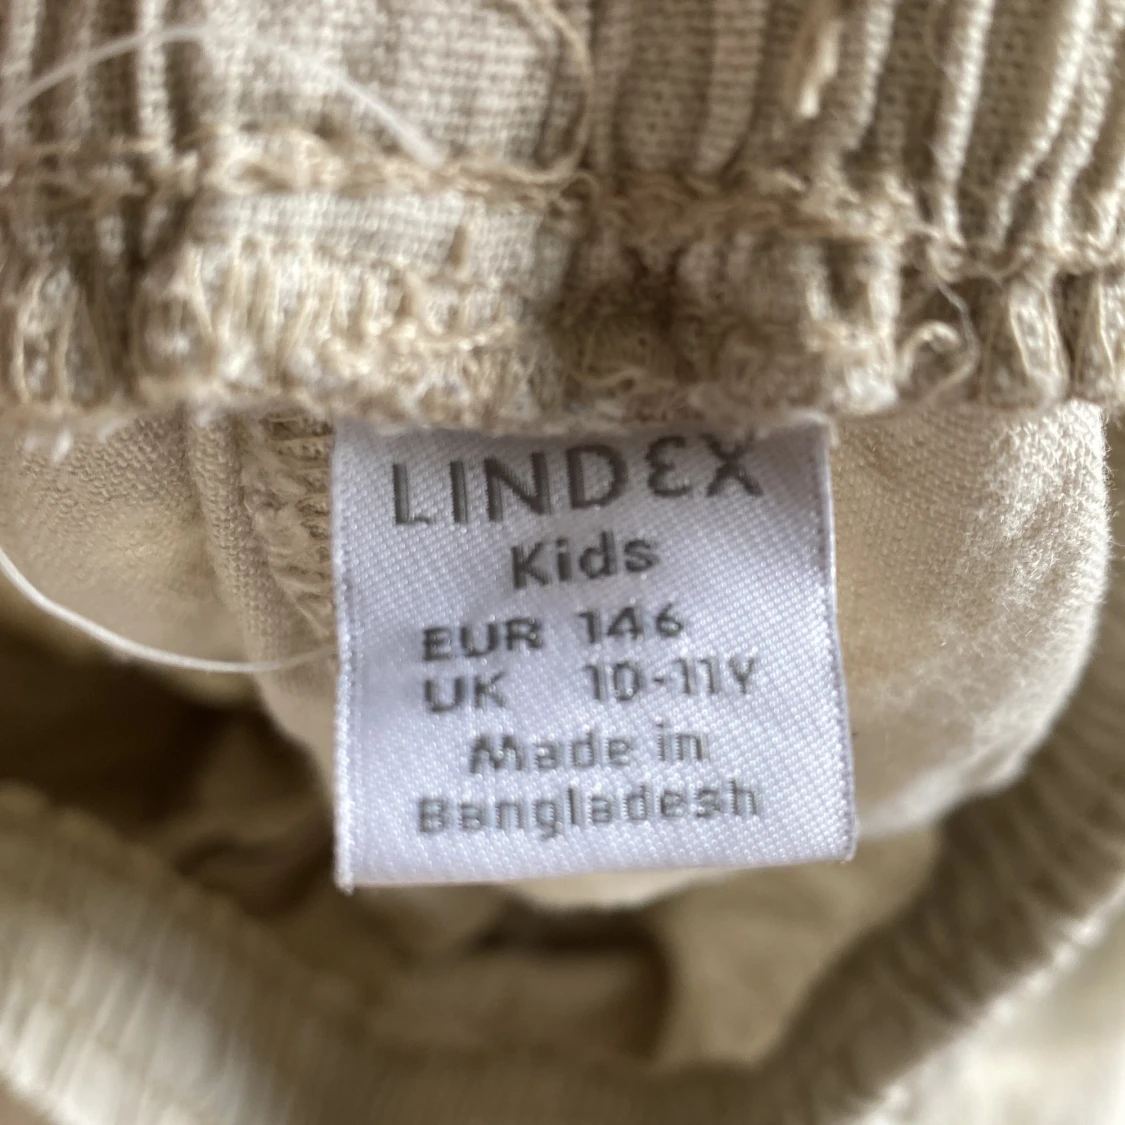 LINDEX
Kids
EUR 146
UK 10-11Y
Made in
Bangladesh